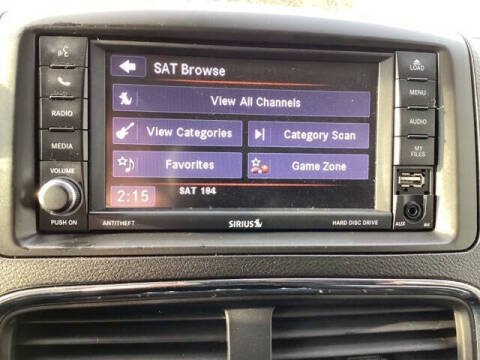 SAT Browse
View All Channels
View Categories
Category Scan
Favorites
Game Zone
2:15
SAT 184
RADIO
MEDIA
VOLUME
PUSH ON
LOAD
MENU
AUDIO
MY
FILES
AUX
ANTITHEFT
SIRIUS
HARD DISC DRIVE